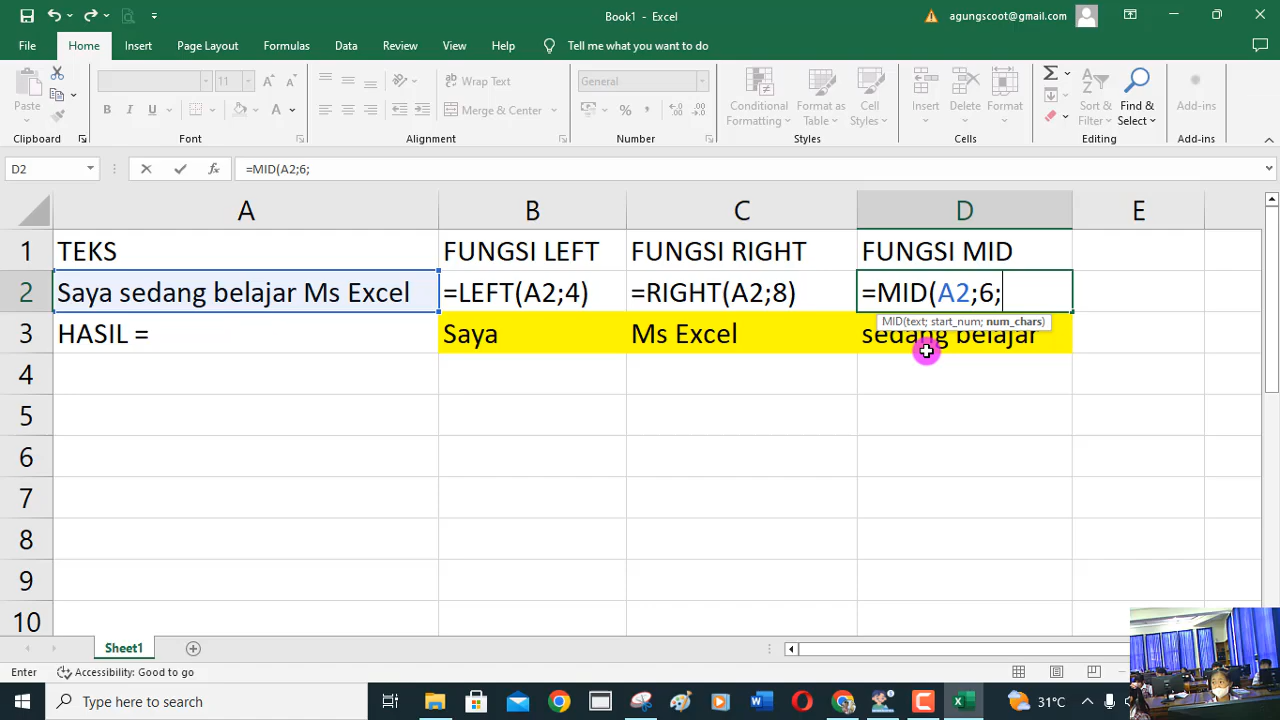 Book1 - Excel
agungscoot@gmail.com
File Home Insert Page Layout Formulas Data Review View Help Tell me what you want to do
Paste
Clipboard
11
B I U
A
Font
Wrap Text
Merge & Center
Alignment
General
%
Number
Conditional Formatting
Format as Table
Cell Styles
Styles
Insert
Delete
Format
Cells
Sort & Filter
Find & Select
Editing
Add-ins
Add-ins
D2
fx
=MID(A2;6;
A B C D E
1 TEKS FUNGSI LEFT FUNGSI RIGHT FUNGSI MID
2 Saya sedang belajar Ms Excel =LEFT(A2;4) =RIGHT(A2;8) =MID(A2;6;
MID(text; start_num; num_chars)
3 HASIL = Saya Ms Excel sedang belajar
4
5
6
7
8
9
10
Sheet1
Enter
Accessibility: Good to go
Type here to search
31°C